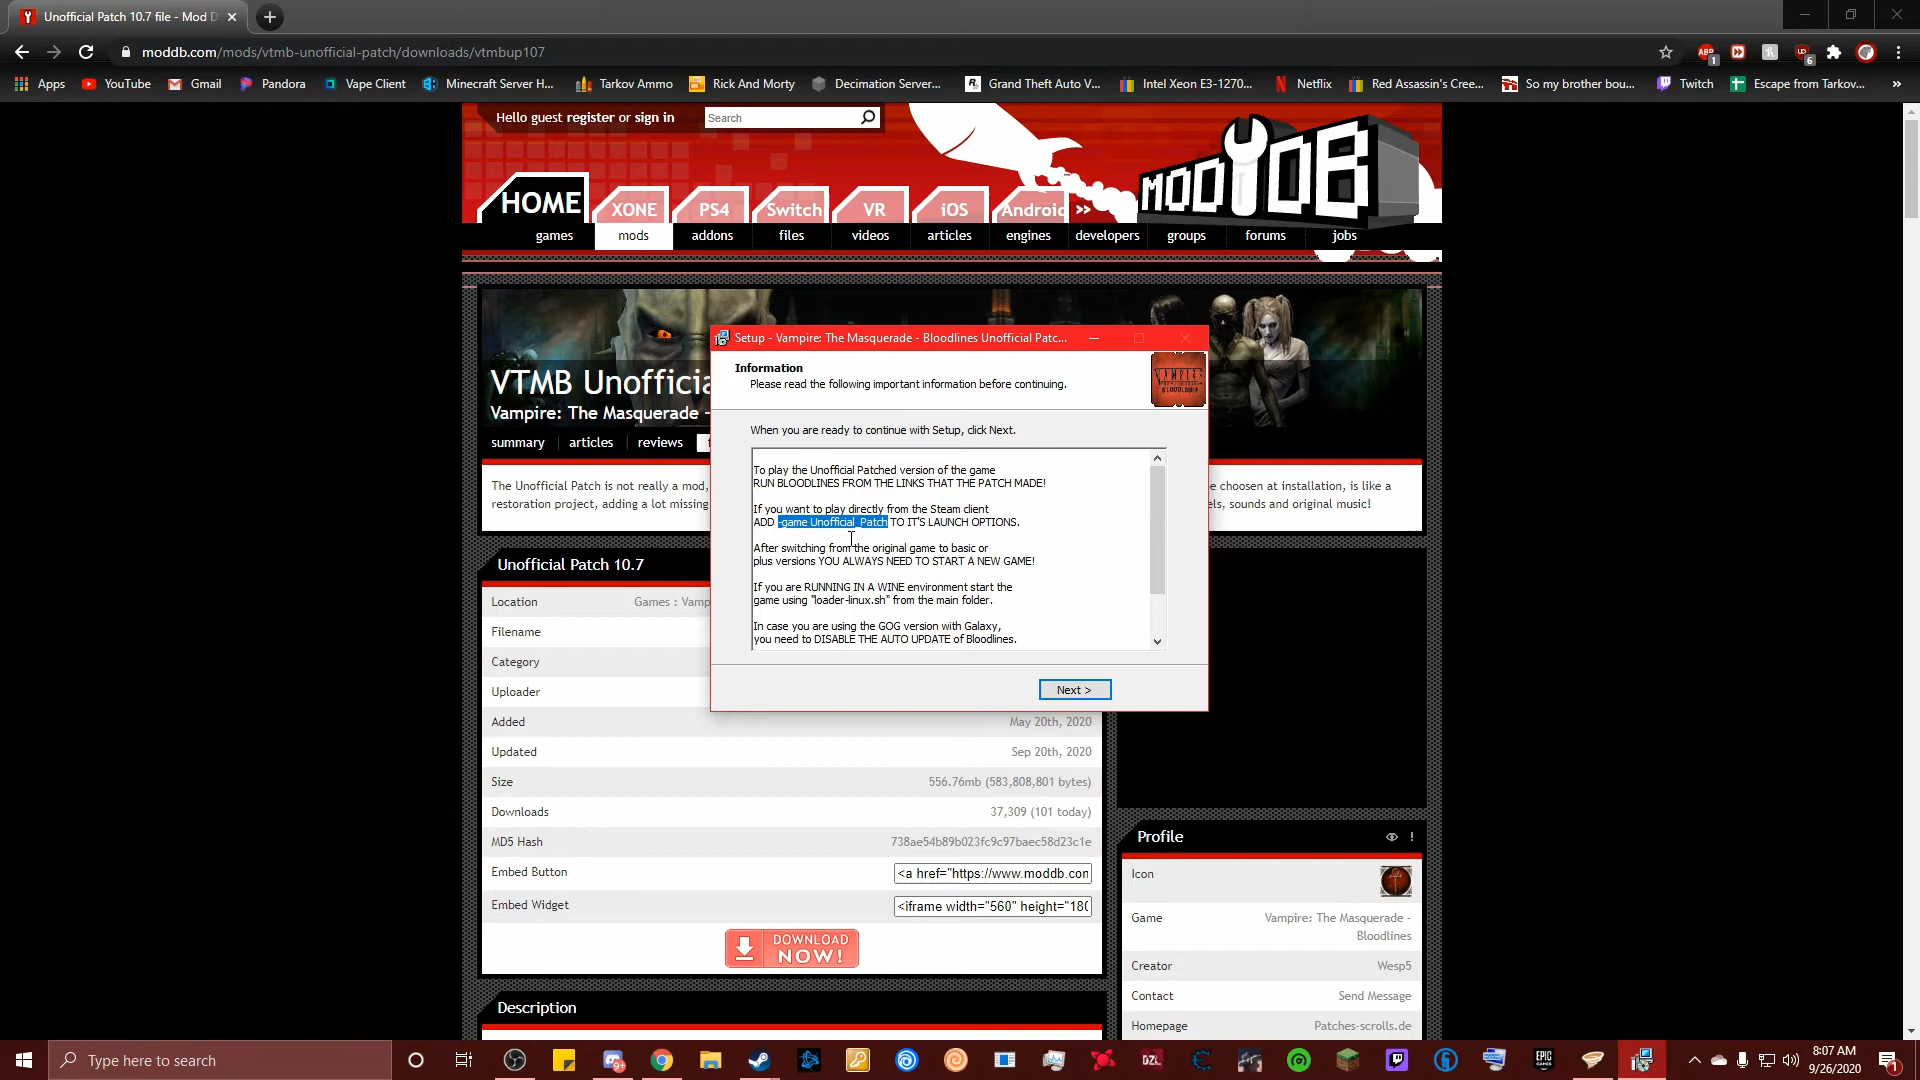 Unofficial Patch 10.7 file - Mod D
moddb.com/mods/vtmb-unofficial-patch/downloads/vtmbup107
ABP
1
6
Apps
YouTube
Gmail
Pandora
Vape Client
Minecraft Server H...
Tarkov Ammo
Rick And Morty
Decimation Server...
Grand Theft Auto V...
Intel Xeon E3-1270...
Netflix
Red Assassin's Cree...
So my brother bou...
Twitch
Escape from Tarkov...
»
Hello guest register or sign in
Search
MODDB
HOME
XONE
PS4
Switch
VR
iOS
Android
>>
games
mods
addons
files
videos
articles
engines
developers
groups
forums
jobs
VTMB Unofficia
Vampire: The Masquerade -
summary
articles
reviews
The Unofficial Patch is not really a mod,
e choosen at installation, is like a
restoration project, adding a lot missing
els, sounds and original music!
Setup - Vampire: The Masquerade - Bloodlines Unofficial Patc...
Information
Please read the following important information before continuing.
VAMPIRE
BLOODLINES
When you are ready to continue with Setup, click Next.
To play the Unofficial Patched version of the game
RUN BLOODLINES FROM THE LINKS THAT THE PATCH MADE!
If you want to play directly from the Steam client
ADD -game Unofficial_Patch TO IT'S LAUNCH OPTIONS.
After switching from the original game to basic or
plus versions YOU ALWAYS NEED TO START A NEW GAME!
If you are RUNNING IN A WINE environment start the
game using "loader-linux.sh" from the main folder.
In case you are using the GOG version with Galaxy,
you need to DISABLE THE AUTO UPDATE of Bloodlines.
Next >
Unofficial Patch 10.7
Location
Games : Vamp
Filename
Category
Uploader
Added
May 20th, 2020
Updated
Sep 20th, 2020
Size
556.76mb (583,808,801 bytes)
Downloads
37,309 (101 today)
MD5 Hash
738ae54b89b023fc9c97baec58d23c1e
Embed Button
<a href="https://www.moddb.com
Embed Widget
<iframe width="560" height="180
DOWNLOAD
NOW!
Description
Profile
Icon
Game
Vampire: The Masquerade -
Bloodlines
Creator
Wesp5
Contact
Send Message
Homepage
Patches-scrolls.de
Type here to search
9+
DZL
EPIC
GAMES
8:07 AM
9/26/2020
1